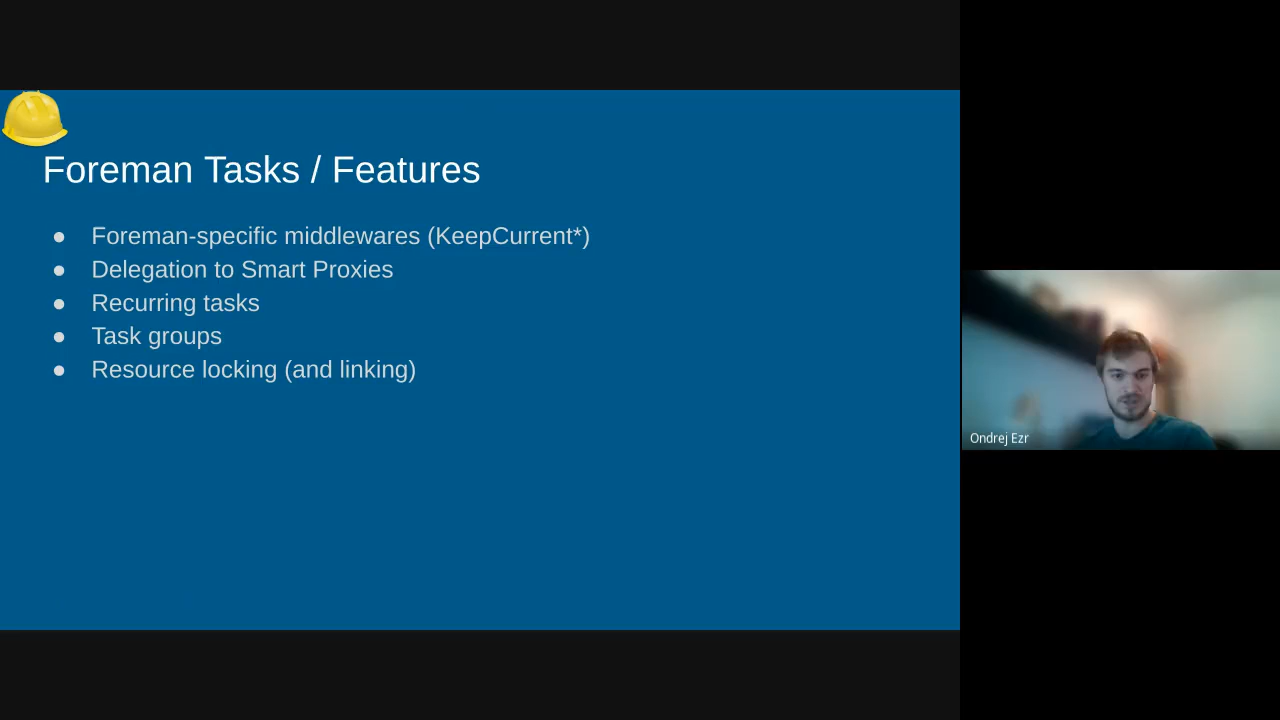 Foreman Tasks / Features
● Foreman-specific middlewares (KeepCurrent*)
● Delegation to Smart Proxies
● Recurring tasks
● Task groups
● Resource locking (and linking)
Ondrej Ezr